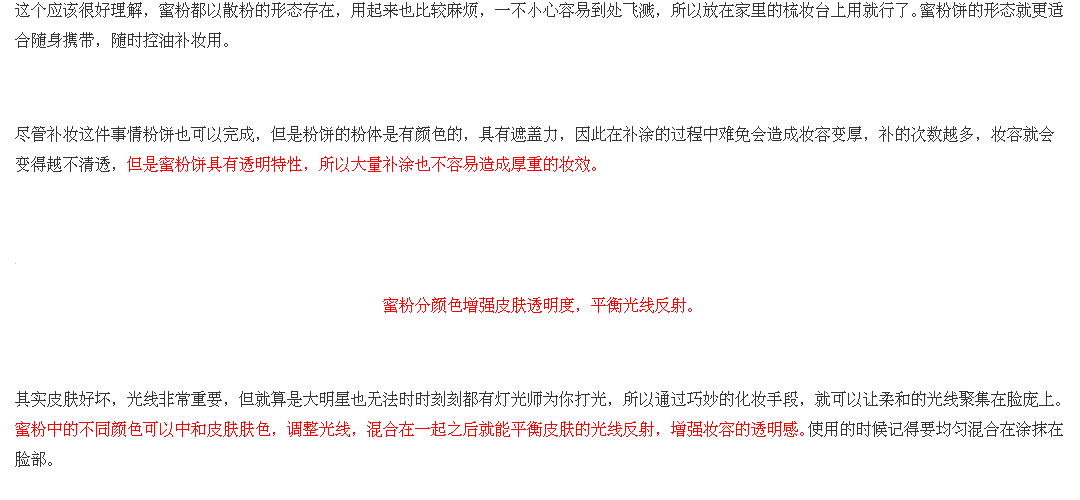 这个应该很好理解，蜜粉都以散粉的形态存在，用起来也比较麻烦，一不小心容易到处飞溅，所以放在家里的梳妆台上用就行了。蜜粉饼的形态就更适
合随身携带，随时控油补妆用。
尽管补妆这件事情粉饼也可以完成，但是粉饼的粉体是有颜色的，具有遮盖力，因此在补涂的过程中难免会造成妆容变厚，补的次数越多，妆容就会
变得越不清透，但是蜜粉饼具有透明特性，所以大量补涂也不容易造成厚重的妆效。
蜜粉分颜色增强皮肤透明度，平衡光线反射。
其实皮肤好坏，光线非常重要，但就算是大明星也无法时时刻刻都有灯光师为你打光，所以通过巧妙的化妆手段，就可以让柔和的光线聚集在脸庞上。
蜜粉中的不同颜色可以中和皮肤肤色，调整光线，混合在一起之后就能平衡皮肤的光线反射，增强妆容的透明感。使用的时候记得要均匀混合在涂抹在
脸部。